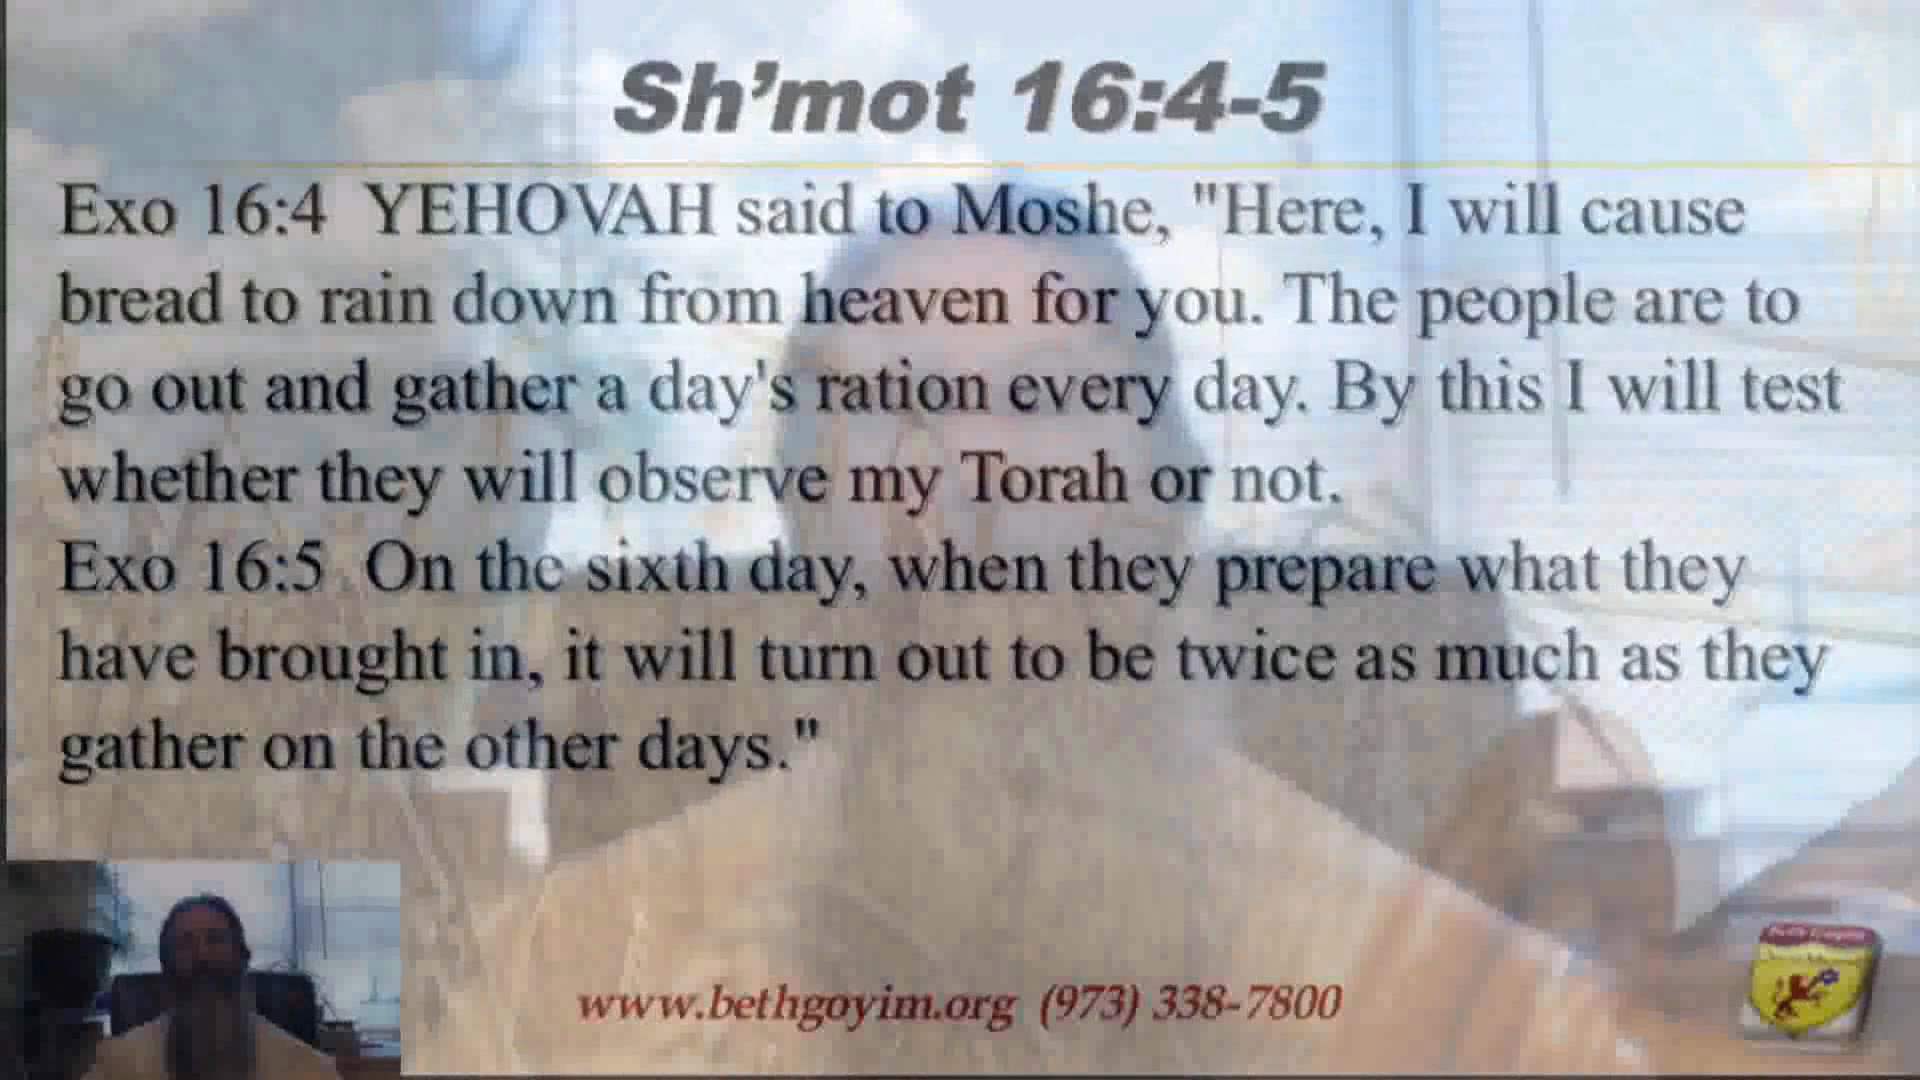 Sh'mot 16:4-5
Exo 16:4 YEHOVAH said to Moshe, "Here, I will cause
bread to rain down from heaven for you. The people are to
go out and gather a day's ration every day. By this I will test
whether they will observe my Torah or not.
Exo 16:5 On the sixth day, when they prepare what they
have brought in, it will turn out to be twice as much as they
gather on the other days."
www.bethgoyim.org (973) 338-7800